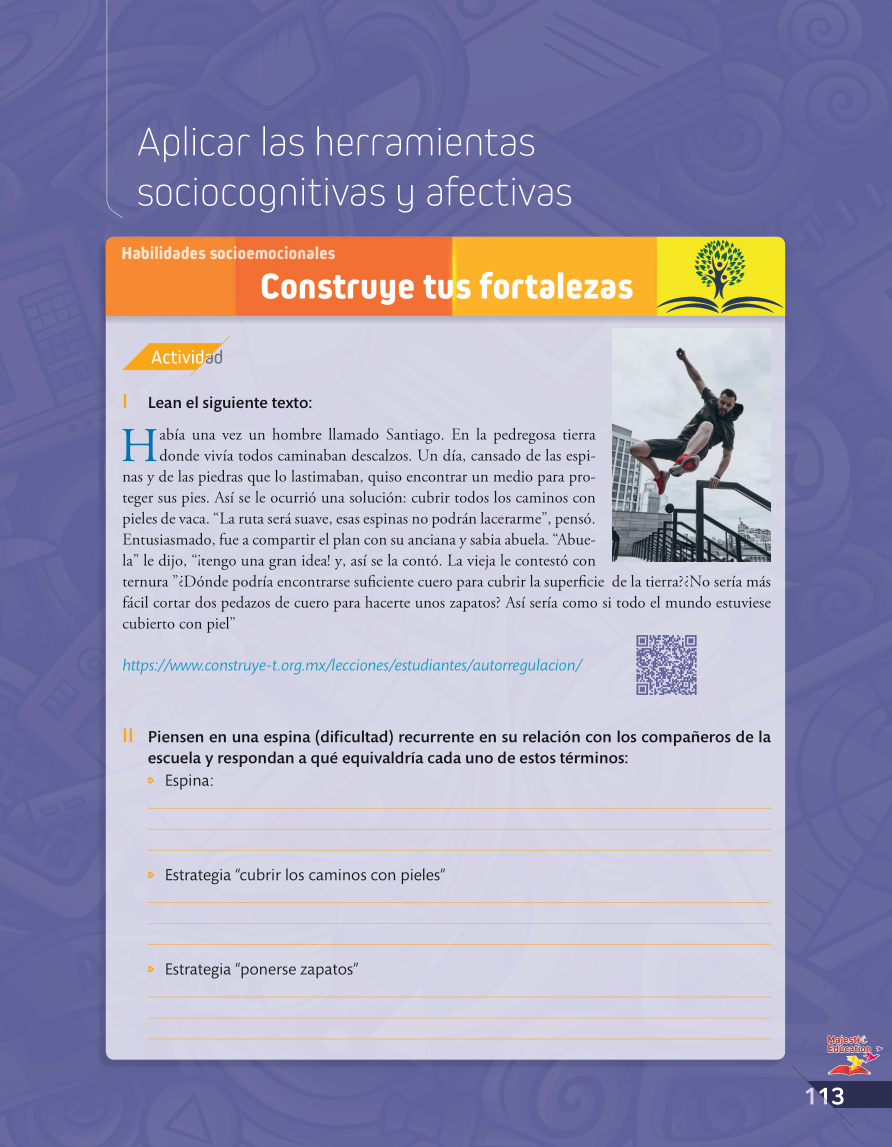 Aplicar las herramientas
sociocognitivas y afectivas
Habilidades socioemocionales
Construye tus fortalezas
Actividad
I Lean el siguiente texto:
Había una vez un hombre llamado Santiago. En la pedregosa tierra
donde vivía todos caminaban descalzos. Un día, cansado de las espi-
nas y de las piedras que lo lastimaban, quiso encontrar un medio para pro-
teger sus pies. Así se le ocurrió una solución: cubrir todos los caminos con
pieles de vaca. “La ruta será suave, esas espinas no podrán lacerarme”, pensó.
Entusiasmado, fue a compartir el plan con su anciana y sabia abuela. “Abue-
la” le dijo, “¡tengo una gran idea! y, así se la contó. La vieja le contestó con
ternura ”¿Dónde podría encontrarse suficiente cuero para cubrir la superficie de la tierra?¿No sería más
fácil cortar dos pedazos de cuero para hacerte unos zapatos? Así sería como si todo el mundo estuviese
cubierto con piel”
https://www.construye-t.org.mx/lecciones/estudiantes/autorregulacion/
II Piensen en una espina (dificultad) recurrente en su relación con los compañeros de la
escuela y respondan a qué equivaldría cada uno de estos términos:
Espina:
Estrategia “cubrir los caminos con pieles”
Estrategia “ponerse zapatos”
Majestic
Education
113